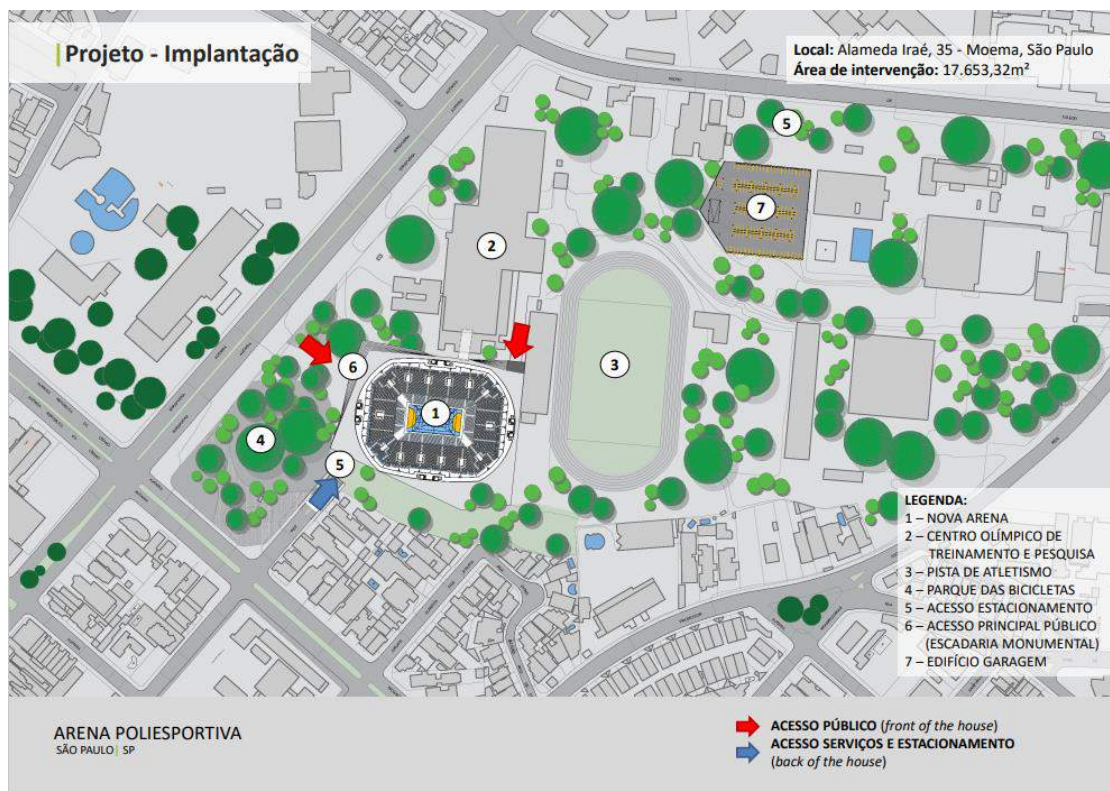 |Projeto - Implantação
Local: Alameda Iraé, 35 - Moema, São Paulo
Área de intervenção: 17.653,32m²
5
7
2
3
6
1
4
5
LEGENDA:
1 – NOVA ARENA
2 – CENTRO OLÍMPICO DE
TREINAMENTO E PESQUISA
3 – PISTA DE ATLETISMO
4 – PARQUE DAS BICICLETAS
5 – ACESSO ESTACIONAMENTO
6 – ACESSO PRINCIPAL PÚBLICO
(ESCADARIA MONUMENTAL)
7 – EDIFÍCIO GARAGEM
ARENA POLIESPORTIVA
SÃO PAULO| SP
ACESSO PÚBLICO (front of the house)
ACESSO SERVIÇOS E ESTACIONAMENTO
(back of the house)